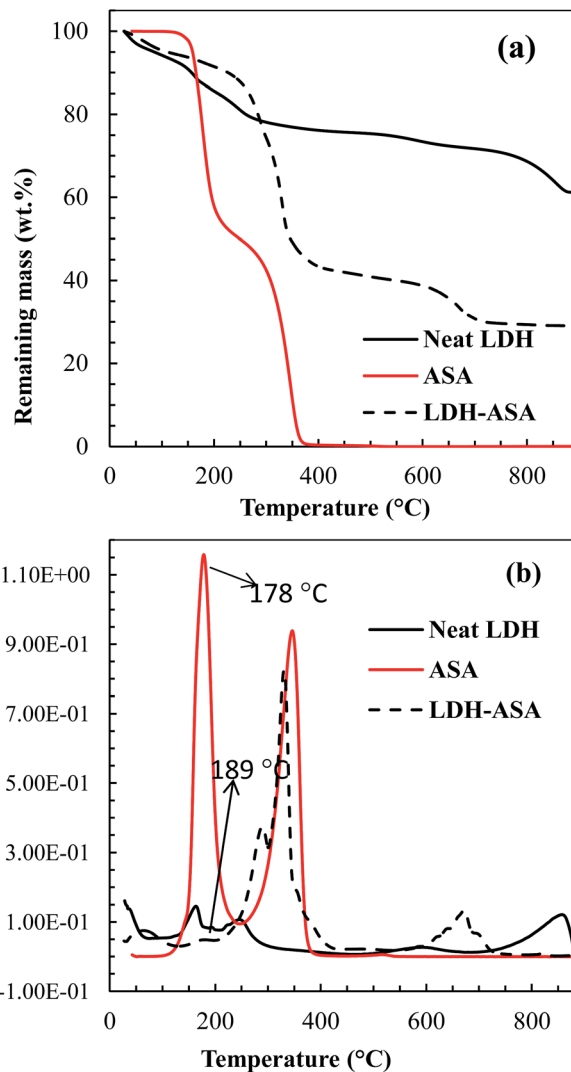 100
(a)
80
60
40
20
0
Remaining mass (wt.%)
Neat LDH
ASA
LDH-ASA
0
200
400
600
800
Temperature (°C)
1.10E+00
9.00E-01
7.00E-01
5.00E-01
3.00E-01
1.00E-01
-1.00E-01
(b)
178 °C
Neat LDH
ASA
LDH-ASA
189 °C
0
200
400
600
800
Temperature (°C)